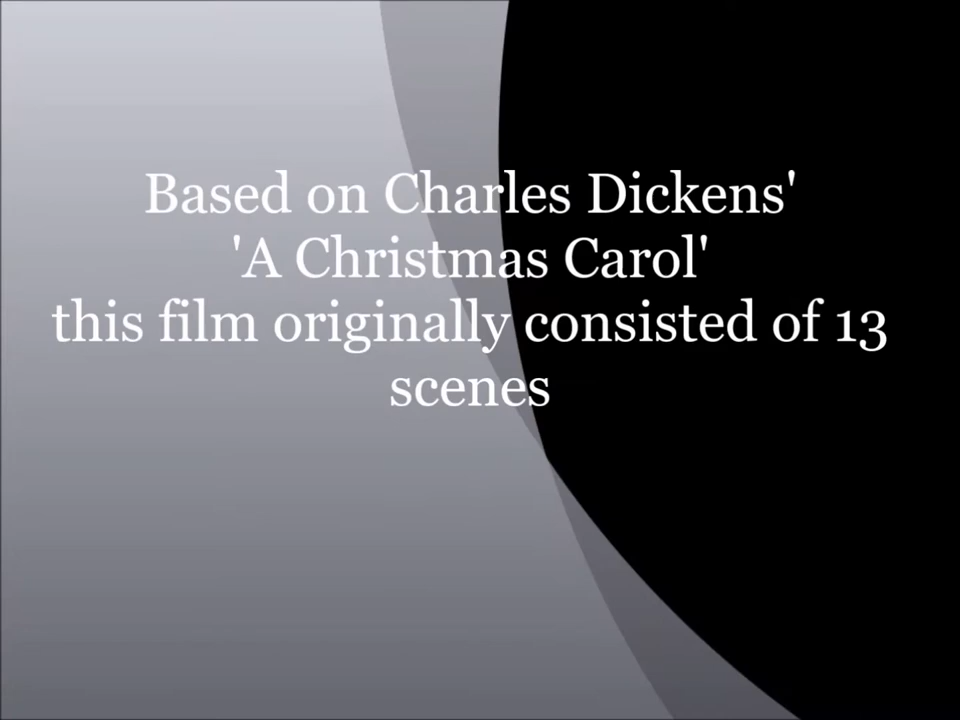 Based on Charles Dickens'
'A Christmas Carol'
this film originally consisted of 13
scenes